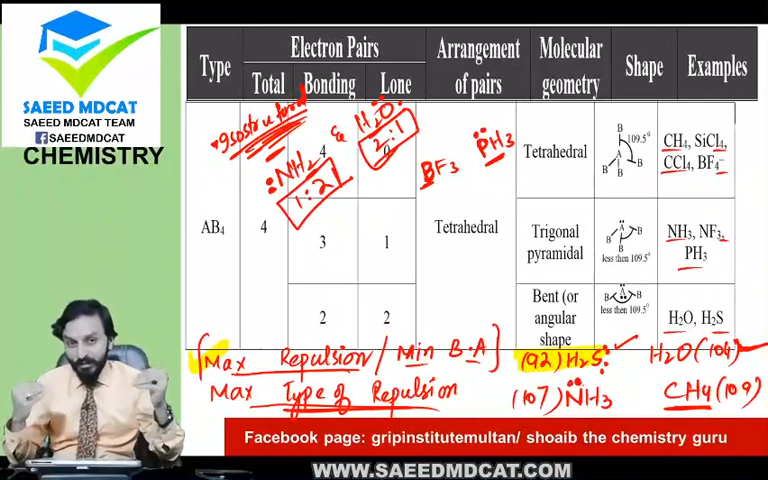 SAEED MDCAT
SAEED MDCAT TEAM
SAEEDMDCAT
CHEMISTRY
Type
Electron Pairs
Total
Bonding
Lone
Arrangement of pairs
Molecular geometry
Shape
Examples
AB4
4
4
0
Tetrahedral
Tetrahedral
B
109.5°
A
B
B
B
CH4, SiCl4,
CCl4, BF4−
3
1
Trigonal
pyramidal
A
B
B
B
less then 109.5°
NH3, NF3,
PH3
2
2
Bent (or
angular
shape
A
B
B
less then 109.5°
H2O, H2S
Isostructural
H2O
2:1
:NH2
1:2
BF3
PH3
[Max Repulsion / Min B.A]
Max Type of Repulsion
(92) H2S:
H2O (104)
(107) NH3
CH4 (109)
Facebook page: gripinstitutemultan/ shoaib the chemistry guru
WWW.SAEEDMDCAT.COM